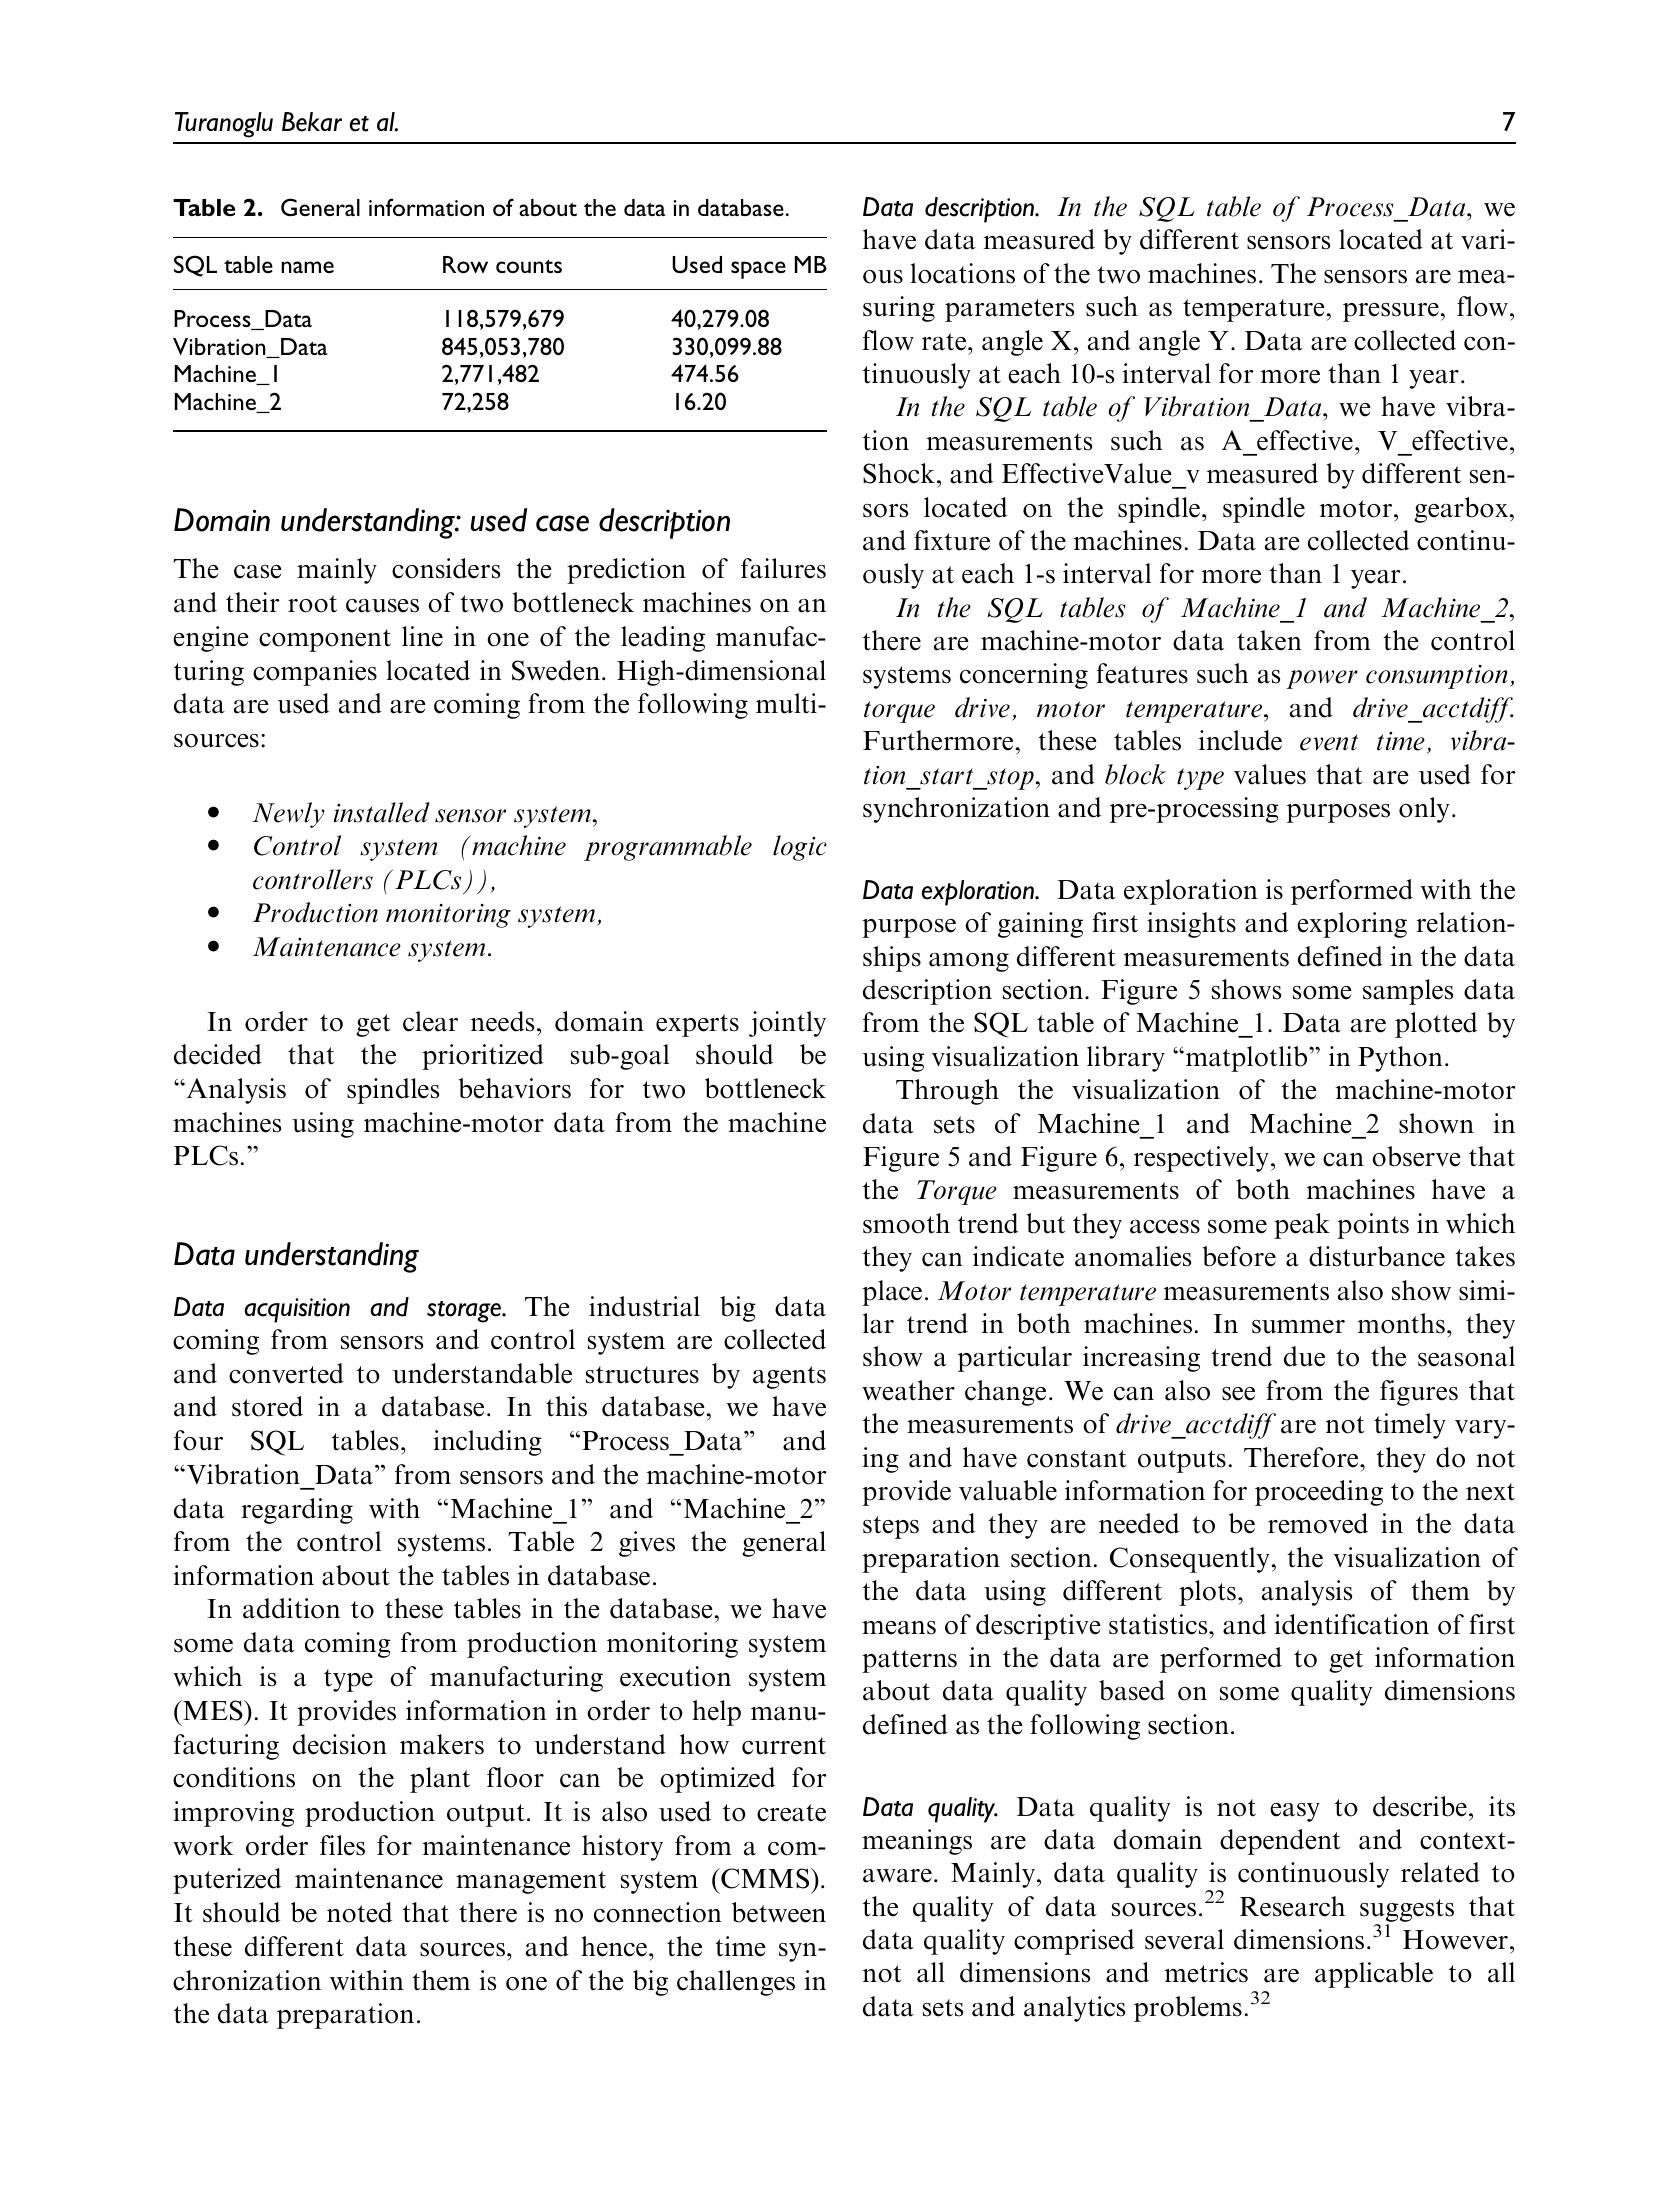 Turanoglu Bekar et al.
7
Table 2. General information of about the data in database.
SQL table name Row counts Used space MB
Process_Data 118,579,679 40,279.08
Vibration_Data 845,053,780 330,099.88
Machine_1 2,771,482 474.56
Machine_2 72,258 16.20
Domain understanding: used case description
The case mainly considers the prediction of failures
and their root causes of two bottleneck machines on an
engine component line in one of the leading manufac-
turing companies located in Sweden. High-dimensional
data are used and are coming from the following multi-
sources:
• Newly installed sensor system,
• Control system (machine programmable logic
controllers (PLCs)),
• Production monitoring system,
• Maintenance system.
In order to get clear needs, domain experts jointly
decided that the prioritized sub-goal should be
“Analysis of spindles behaviors for two bottleneck
machines using machine-motor data from the machine
PLCs.”
Data understanding
Data acquisition and storage. The industrial big data
coming from sensors and control system are collected
and converted to understandable structures by agents
and stored in a database. In this database, we have
four SQL tables, including “Process_Data” and
“Vibration_Data” from sensors and the machine-motor
data regarding with “Machine_1” and “Machine_2”
from the control systems. Table 2 gives the general
information about the tables in database.
In addition to these tables in the database, we have
some data coming from production monitoring system
which is a type of manufacturing execution system
(MES). It provides information in order to help manu-
facturing decision makers to understand how current
conditions on the plant floor can be optimized for
improving production output. It is also used to create
work order files for maintenance history from a com-
puterized maintenance management system (CMMS).
It should be noted that there is no connection between
these different data sources, and hence, the time syn-
chronization within them is one of the big challenges in
the data preparation.
Data description. In the SQL table of Process_Data, we
have data measured by different sensors located at vari-
ous locations of the two machines. The sensors are mea-
suring parameters such as temperature, pressure, flow,
flow rate, angle X, and angle Y. Data are collected con-
tinuously at each 10-s interval for more than 1 year.
In the SQL table of Vibration_Data, we have vibra-
tion measurements such as A_effective, V_effective,
Shock, and EffectiveValue_v measured by different sen-
sors located on the spindle, spindle motor, gearbox,
and fixture of the machines. Data are collected continu-
ously at each 1-s interval for more than 1 year.
In the SQL tables of Machine_1 and Machine_2,
there are machine-motor data taken from the control
systems concerning features such as power consumption,
torque drive, motor temperature, and drive_acctdiff.
Furthermore, these tables include event time, vibra-
tion_start_stop, and block type values that are used for
synchronization and pre-processing purposes only.
Data exploration. Data exploration is performed with the
purpose of gaining first insights and exploring relation-
ships among different measurements defined in the data
description section. Figure 5 shows some samples data
from the SQL table of Machine_1. Data are plotted by
using visualization library “matplotlib” in Python.
Through the visualization of the machine-motor
data sets of Machine_1 and Machine_2 shown in
Figure 5 and Figure 6, respectively, we can observe that
the Torque measurements of both machines have a
smooth trend but they access some peak points in which
they can indicate anomalies before a disturbance takes
place. Motor temperature measurements also show simi-
lar trend in both machines. In summer months, they
show a particular increasing trend due to the seasonal
weather change. We can also see from the figures that
the measurements of drive_acctdiff are not timely vary-
ing and have constant outputs. Therefore, they do not
provide valuable information for proceeding to the next
steps and they are needed to be removed in the data
preparation section. Consequently, the visualization of
the data using different plots, analysis of them by
means of descriptive statistics, and identification of first
patterns in the data are performed to get information
about data quality based on some quality dimensions
defined as the following section.
Data quality. Data quality is not easy to describe, its
meanings are data domain dependent and context-
aware. Mainly, data quality is continuously related to
the quality of data sources.22 Research suggests that
data quality comprised several dimensions.31 However,
not all dimensions and metrics are applicable to all
data sets and analytics problems.32